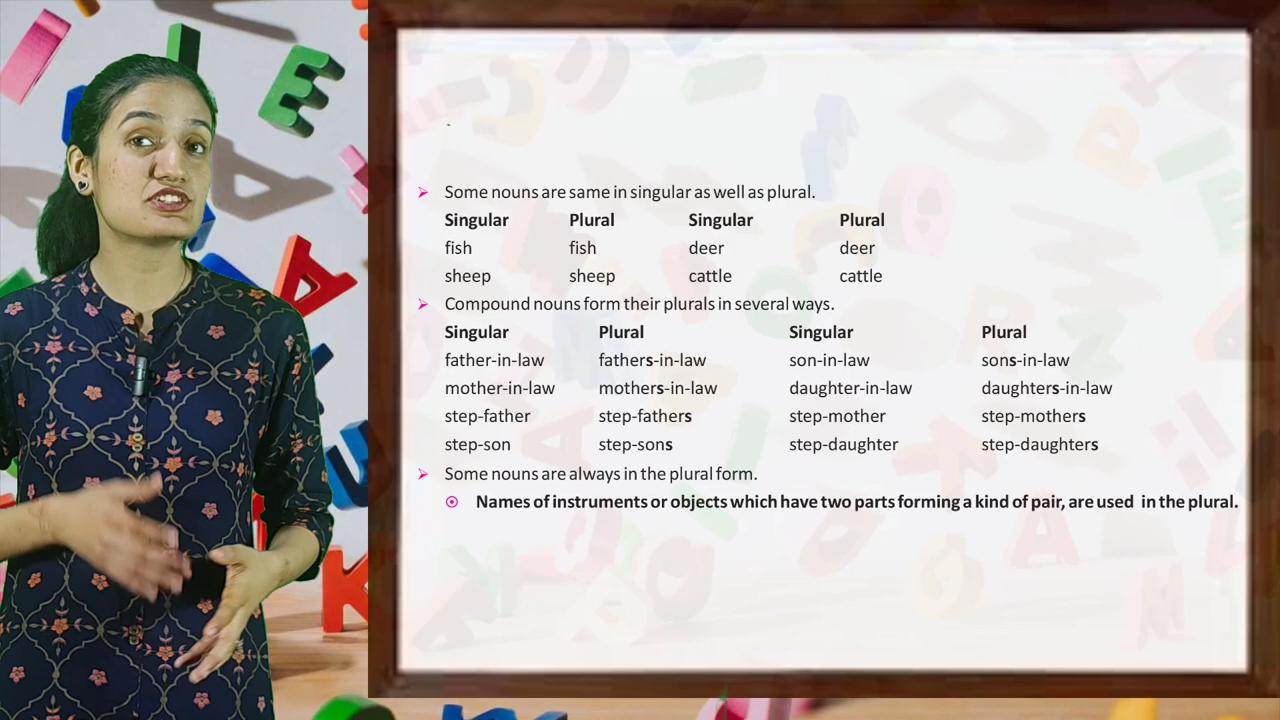 Some nouns are same in singular as well as plural.
Singular Plural Singular Plural
fish fish deer deer
sheep sheep cattle cattle
Compound nouns form their plurals in several ways.
Singular Plural Singular Plural
father-in-law fathers-in-law son-in-law sons-in-law
mother-in-law mothers-in-law daughter-in-law daughters-in-law
step-father step-fathers step-mother step-mothers
step-son step-sons step-daughter step-daughters
Some nouns are always in the plural form.
Names of instruments or objects which have two parts forming a kind of pair, are used in the plural.